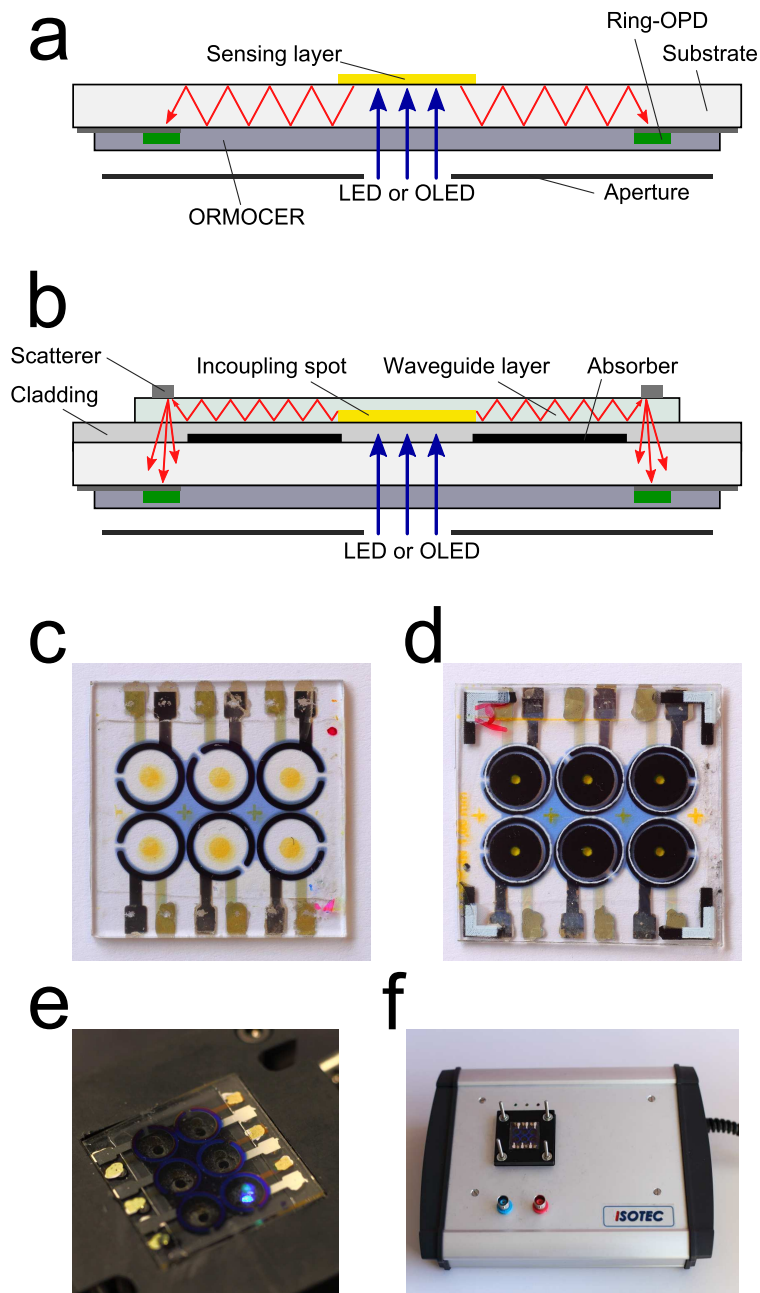 a
Ring-OPD
Sensing layer
Substrate
LED or OLED
Aperture
ORMOCER
b
Scatterer
Incoupling spot
Waveguide layer
Absorber
Cladding
LED or OLED
c
d
e
f
ISOTEC